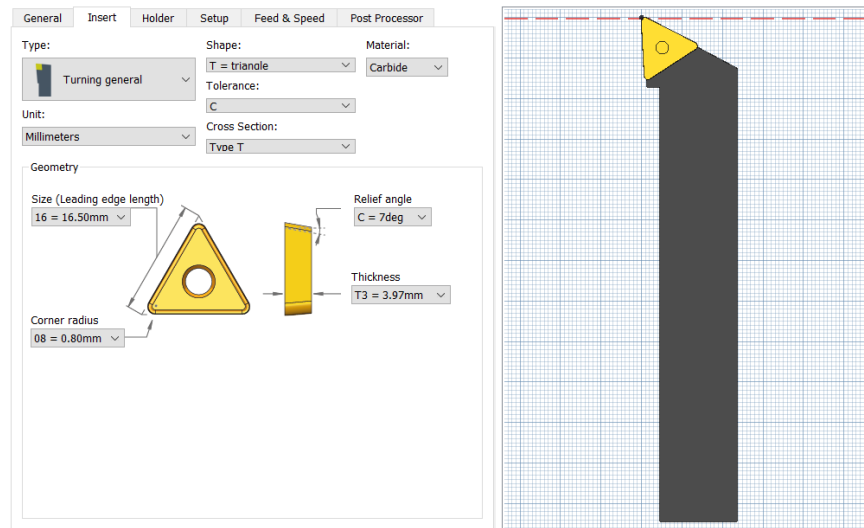 General Insert Holder Setup Feed & Speed Post Processor
Type: Shape: Material:
Turning general T = triangle Carbide
Tolerance:
C
Unit: Cross Section:
Millimeters Type T
Geometry
Size (Leading edge length) Relief angle
16 = 16.50mm C = 7deg
Thickness
T3 = 3.97mm
Corner radius
08 = 0.80mm